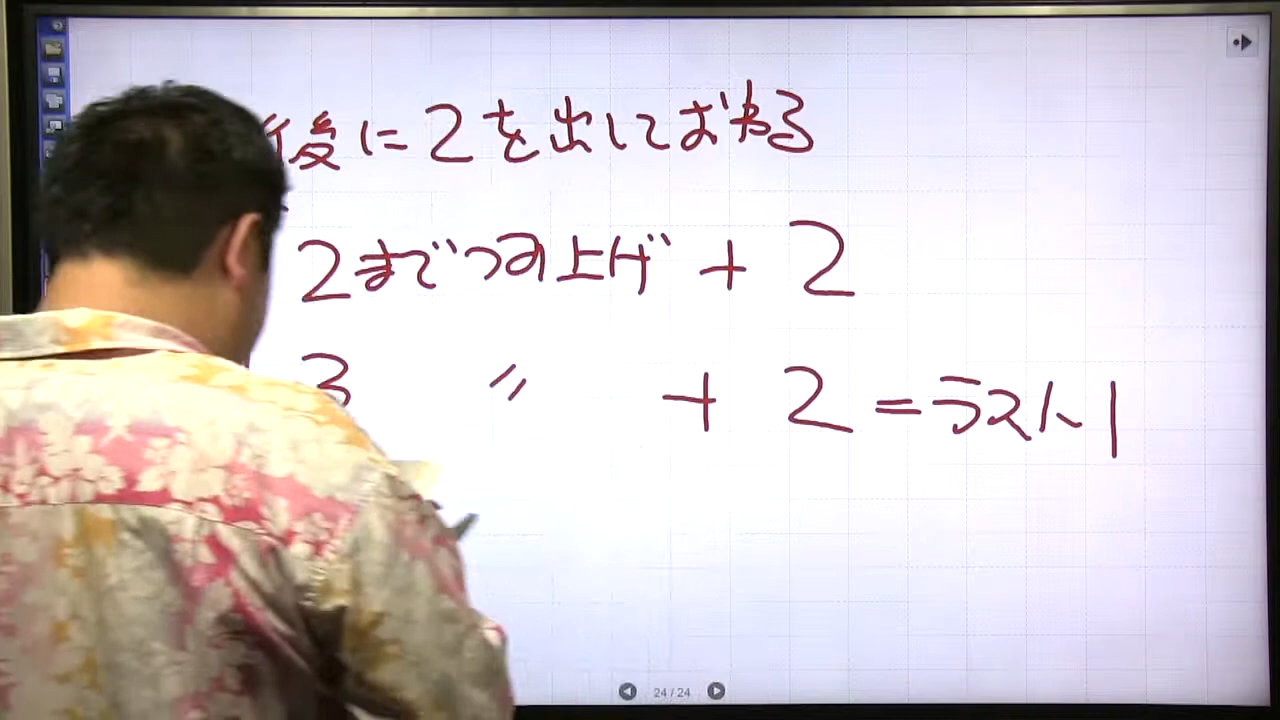 後に2を出しておわる
2までつみ上げ + 2
3 〃 + 2 = ラスト1
24 / 24